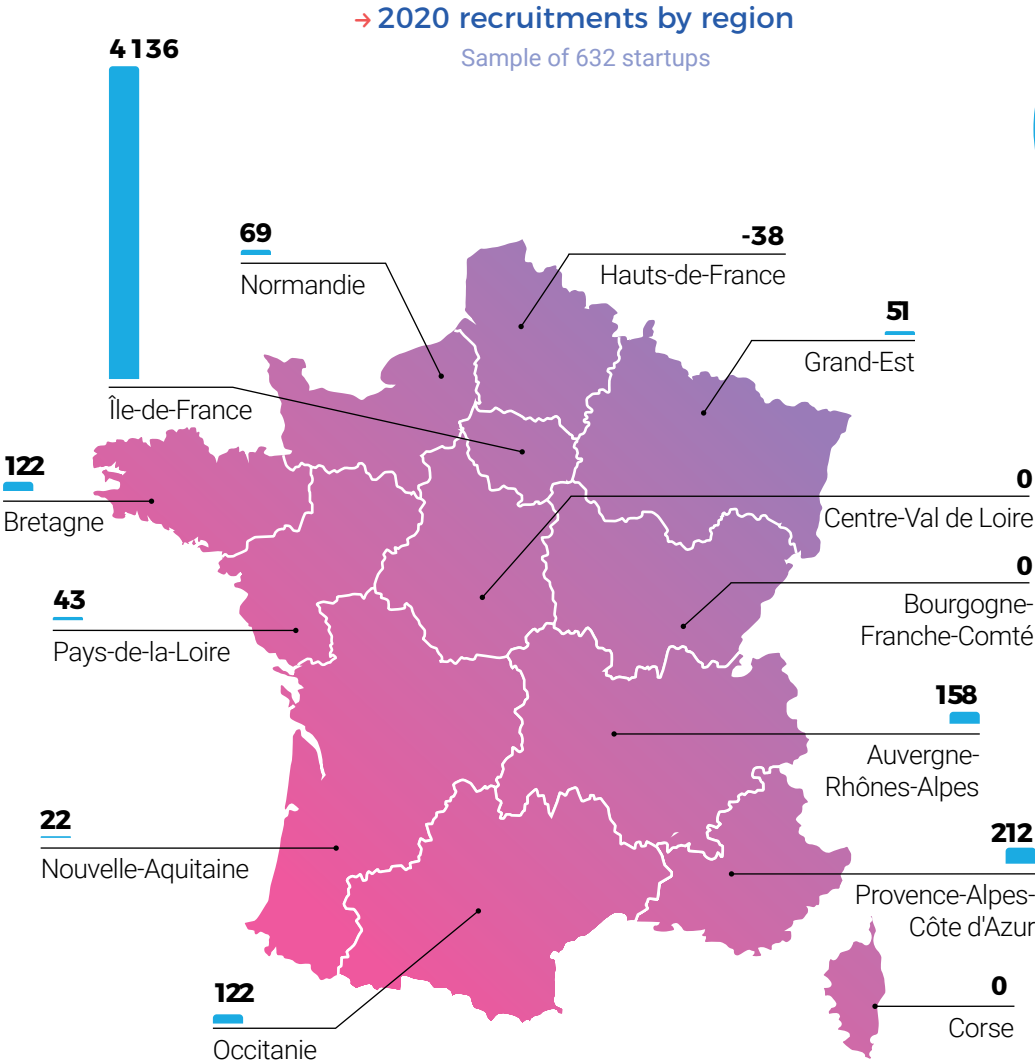 → 2020 recruitments by region
Sample of 632 startups
4 136
Île-de-France
69
Normandie
-38
Hauts-de-France
51
Grand-Est
122
Bretagne
0
Centre-Val de Loire
0
Bourgogne-
Franche-Comté
43
Pays-de-la-Loire
158
Auvergne-
Rhônes-Alpes
22
Nouvelle-Aquitaine
212
Provence-Alpes-
Côte d'Azur
122
Occitanie
0
Corse